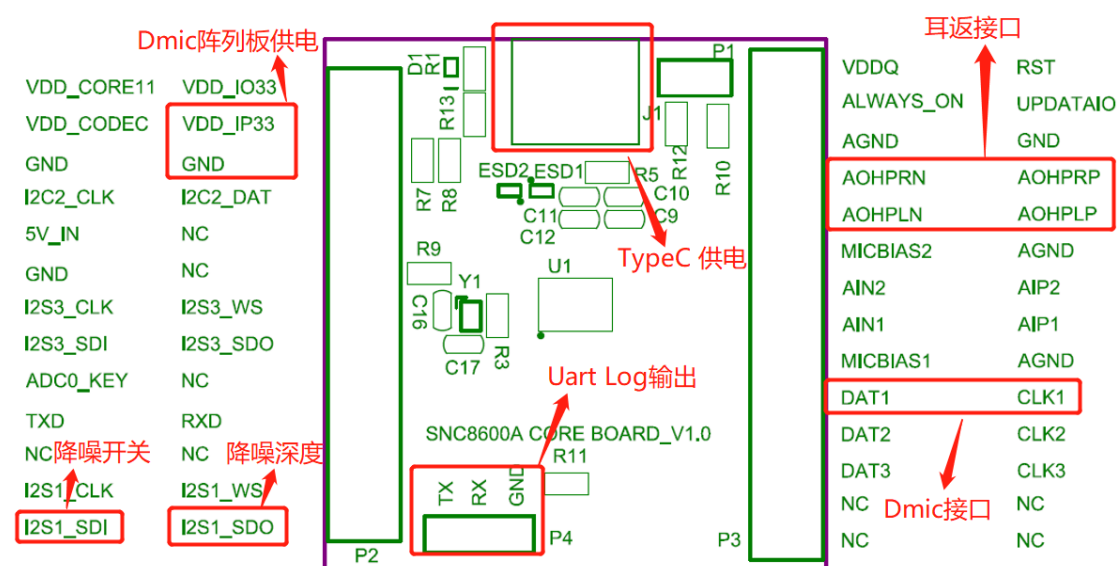 Dmic阵列板供电
耳返接口
VDD_CORE11 VDD_IO33
VDD_CODEC VDD_IP33
GND GND
I2C2_CLK I2C2_DAT
5V_IN NC
GND NC
I2S3_CLK I2S3_WS
I2S3_SDI I2S3_SDO
ADC0_KEY NC
TXD RXD
NC NC
降噪开关 降噪深度
I2S1_CLK I2S1_WS
I2S1_SDI I2S1_SDO
P2
D1
R1
R13
R7 R8
P1
J1
R12
R10
ESD2 ESD1 R5
C10
C11 C9
C12
TypeC 供电
R9
Y1
U1
C16
R3
C17
Uart Log输出
SNC8600A CORE BOARD_V1.0
R11
TX RX GND
P4
P3
VDDQ RST
ALWAYS_ON UPDATAIO
AGND GND
AOHPRN AOHPRP
AOHPLN AOHPLP
MICBIAS2 AGND
AIN2 AIP2
AIN1 AIP1
MICBIAS1 AGND
DAT1 CLK1
DAT2 CLK2
DAT3 CLK3
NC NC
Dmic接口
NC NC